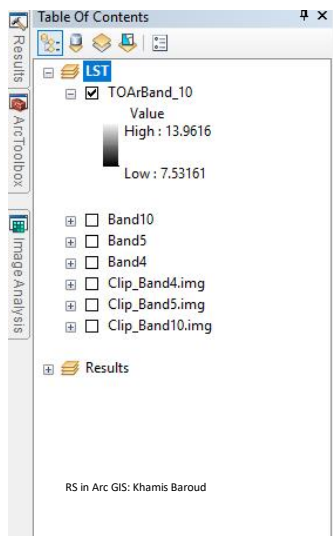 Table Of Contents
Results
ArcToolbox
Image Analysis
LST
TOArBand_10
Value
High : 13.9616
Low : 7.53161
Band10
Band5
Band4
Clip_Band4.img
Clip_Band5.img
Clip_Band10.img
Results
RS in Arc GIS: Khamis Baroud